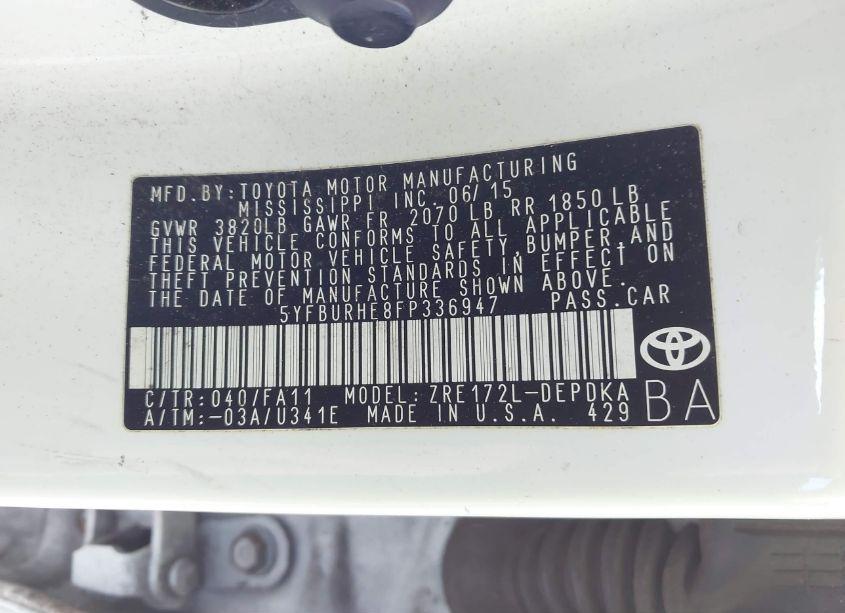 MFD. BY: TOYOTA MOTOR MANUFACTURING
MISSISSIPPI INC. 06/15
GVWR 3820LB GAWR FR 2070 LB RR 1850 LB
THIS VEHICLE CONFORMS TO ALL APPLICABLE
FEDERAL MOTOR VEHICLE SAFETY, BUMPER, AND
THEFT PREVENTION STANDARDS IN EFFECT ON
THE DATE OF MANUFACTURE SHOWN ABOVE.
5YFBURHE8FP336947 PASS. CAR
C/TR: 040/FA11 MODEL: ZRE172L-DEPDKA
A/TM: -03A/U341E MADE IN U.S.A. 429
BA